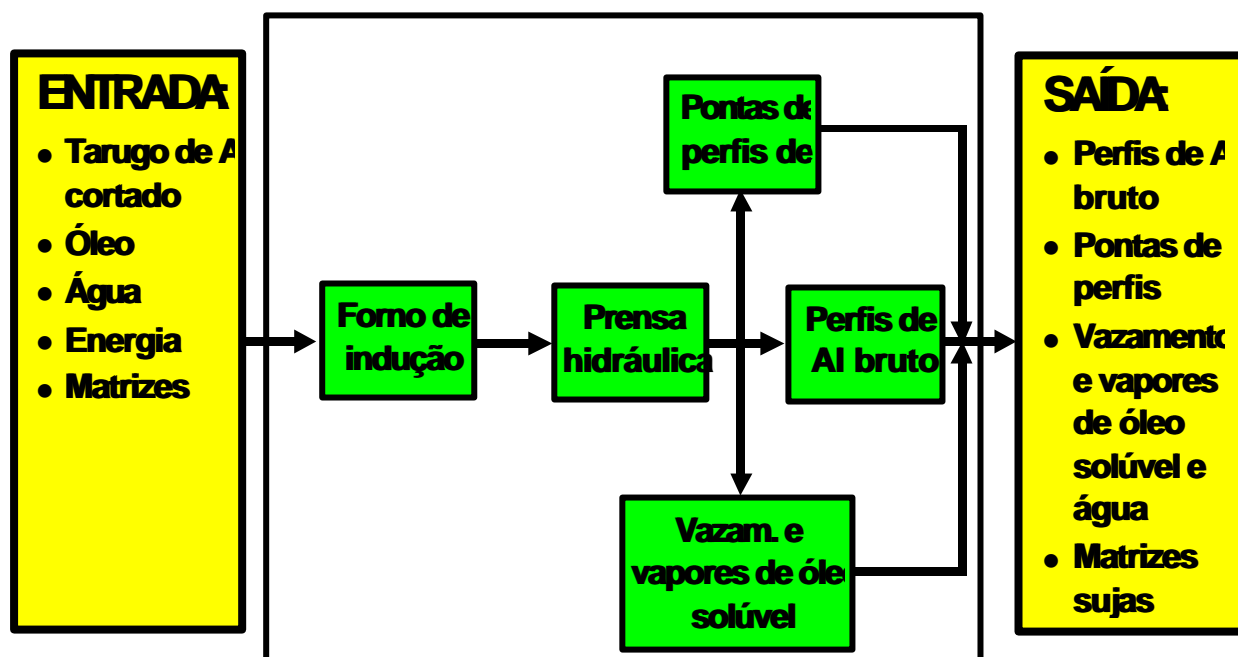 ENTRADA:
• Tarugo de A
cortado
• Óleo
• Água
• Energia
• Matrizes
Forno de
indução
Prensa
hidráulica
Pontas de
perfis de
Perfis de
Al bruto
Vazam. e
vapores de óleo
solúvel
SAÍDA:
• Perfis de A
bruto
• Pontas de
perfis
• Vazamento
e vapores
de óleo
solúvel e
água
• Matrizes
sujas